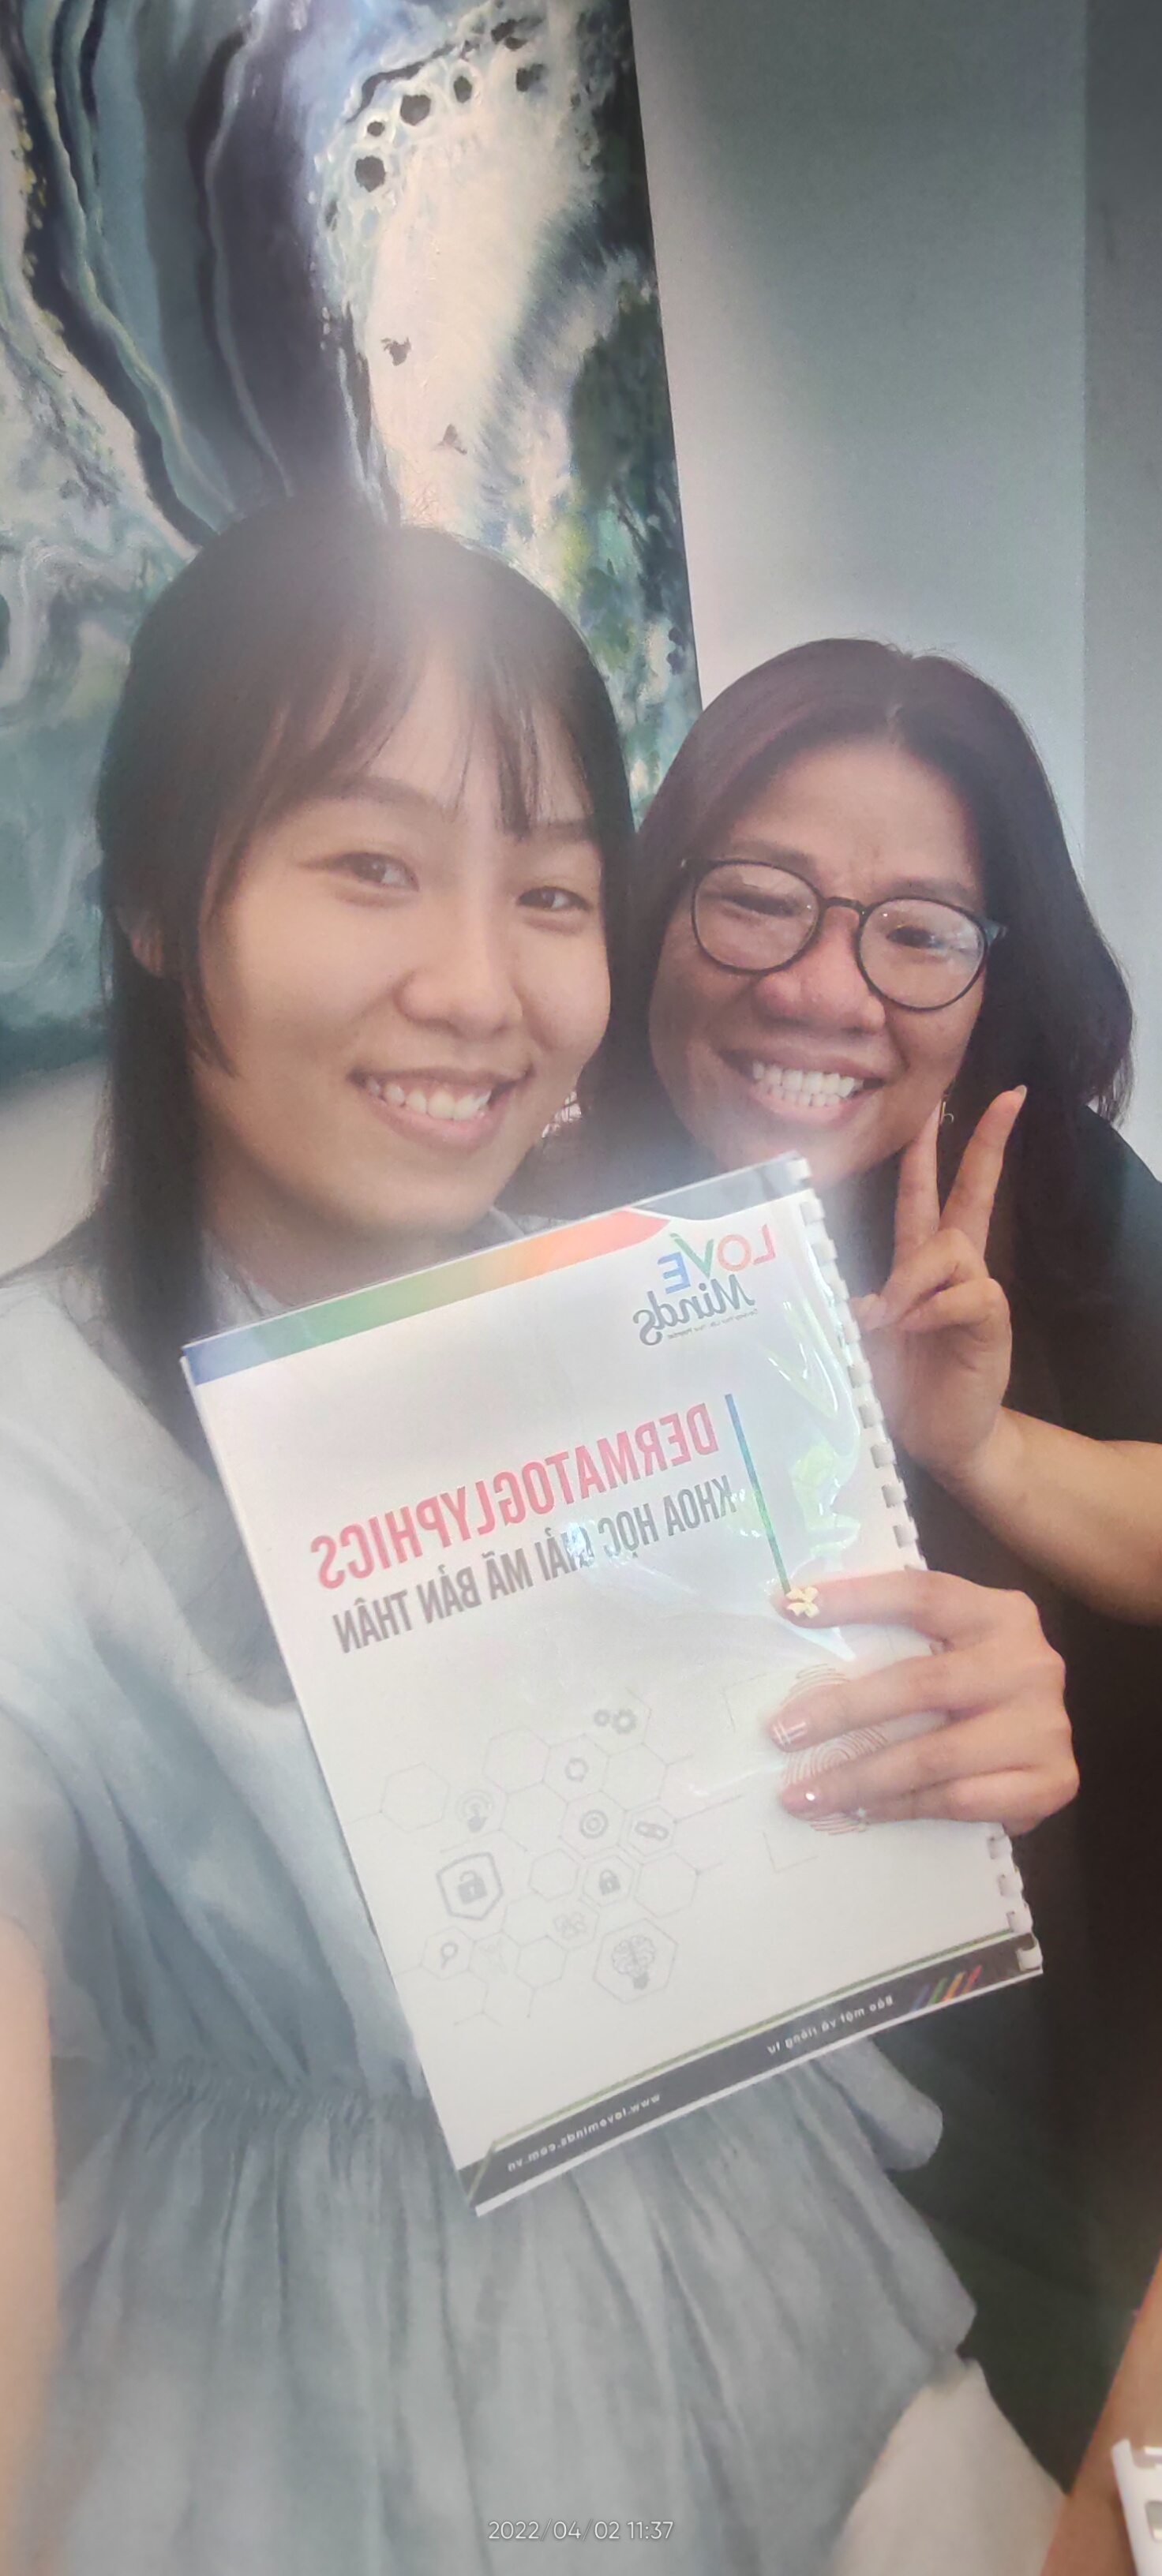 LOVE
Minds
DERMATOGLYPHICS
KHOA HỌC GIẢI MÃ BẢN THÂN
Bảo mật và riêng tư
www.loveminds.com.vn
2022/04/02 11:37